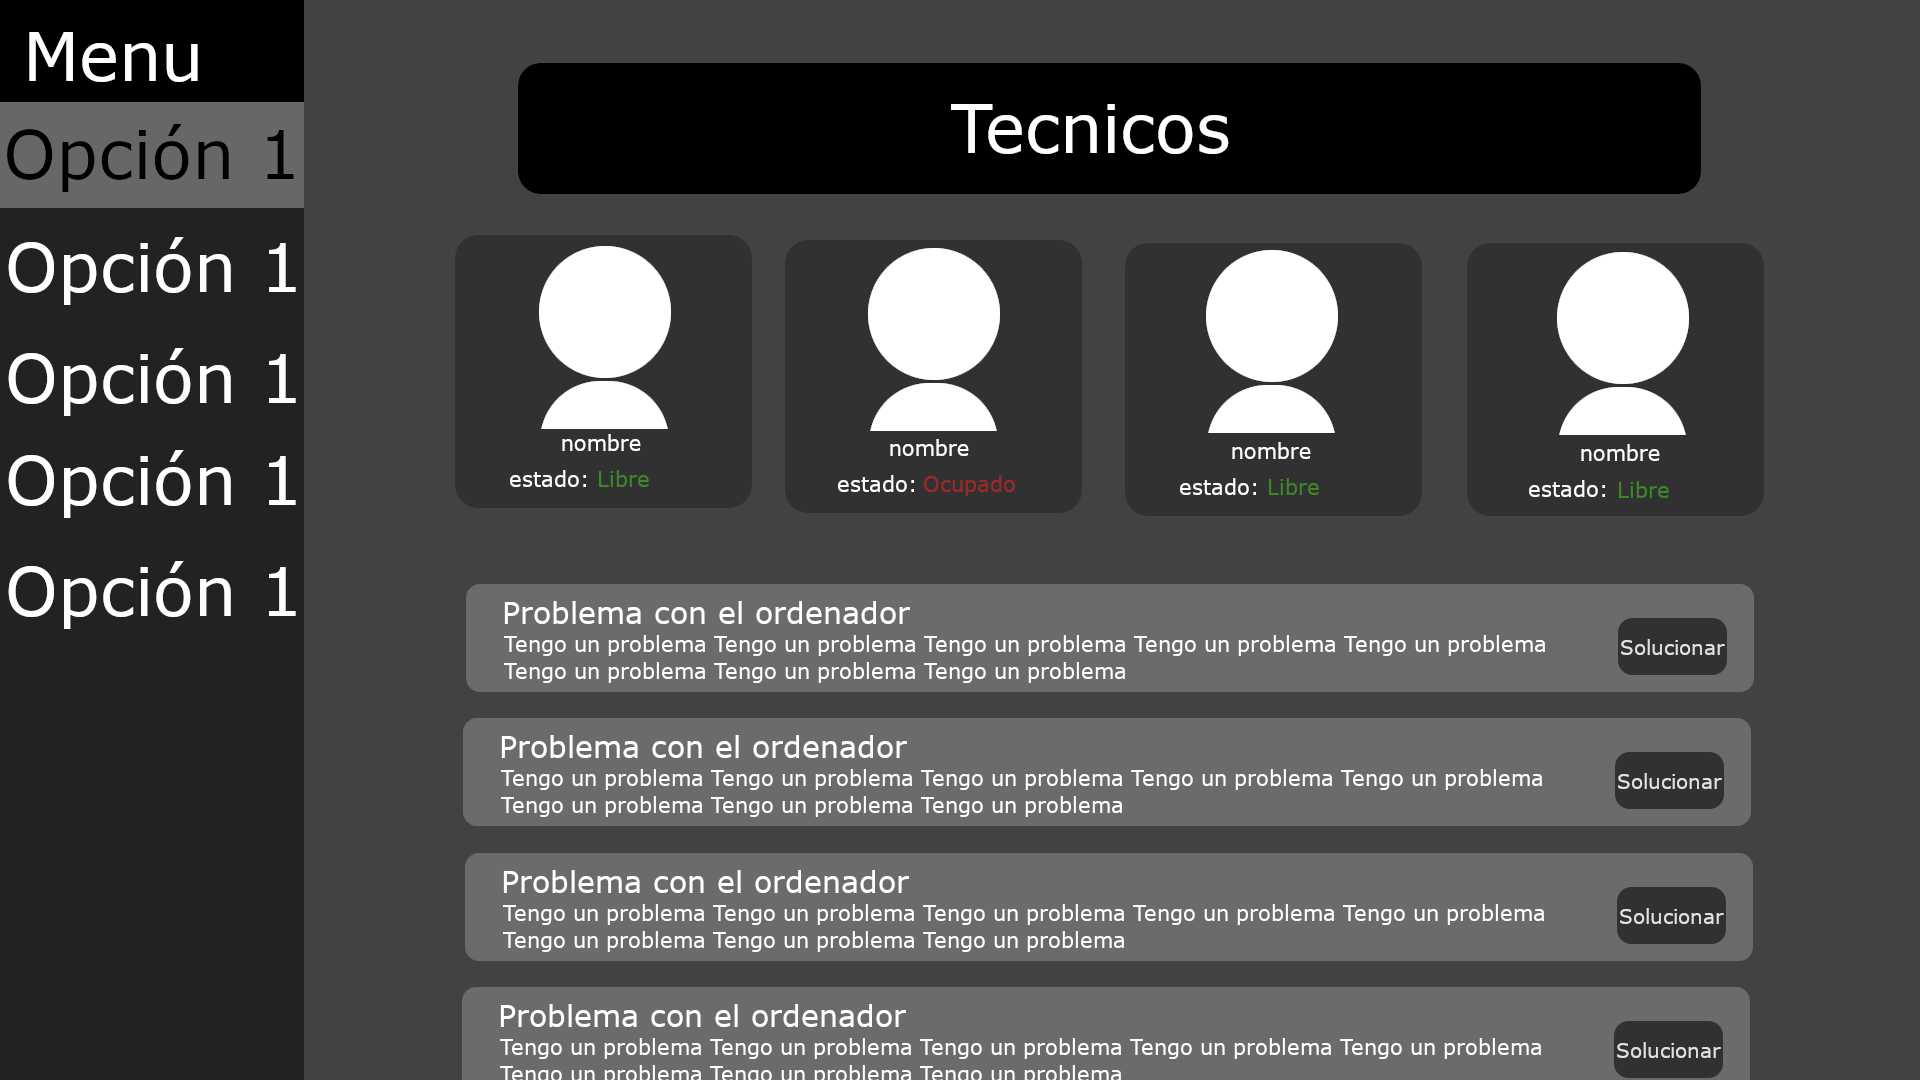 Menu
Opción 1
Opción 1
Opción 1
Opción 1
Opción 1
Tecnicos
nombre
estado: Libre
nombre
estado: Ocupado
nombre
estado: Libre
nombre
estado: Libre
Problema con el ordenador
Tengo un problema Tengo un problema Tengo un problema Tengo un problema Tengo un problema
Tengo un problema Tengo un problema Tengo un problema
Solucionar
Problema con el ordenador
Tengo un problema Tengo un problema Tengo un problema Tengo un problema Tengo un problema
Tengo un problema Tengo un problema Tengo un problema
Solucionar
Problema con el ordenador
Tengo un problema Tengo un problema Tengo un problema Tengo un problema Tengo un problema
Tengo un problema Tengo un problema Tengo un problema
Solucionar
Problema con el ordenador
Tengo un problema Tengo un problema Tengo un problema Tengo un problema Tengo un problema
Tengo un problema Tengo un problema Tengo un problema
Solucionar